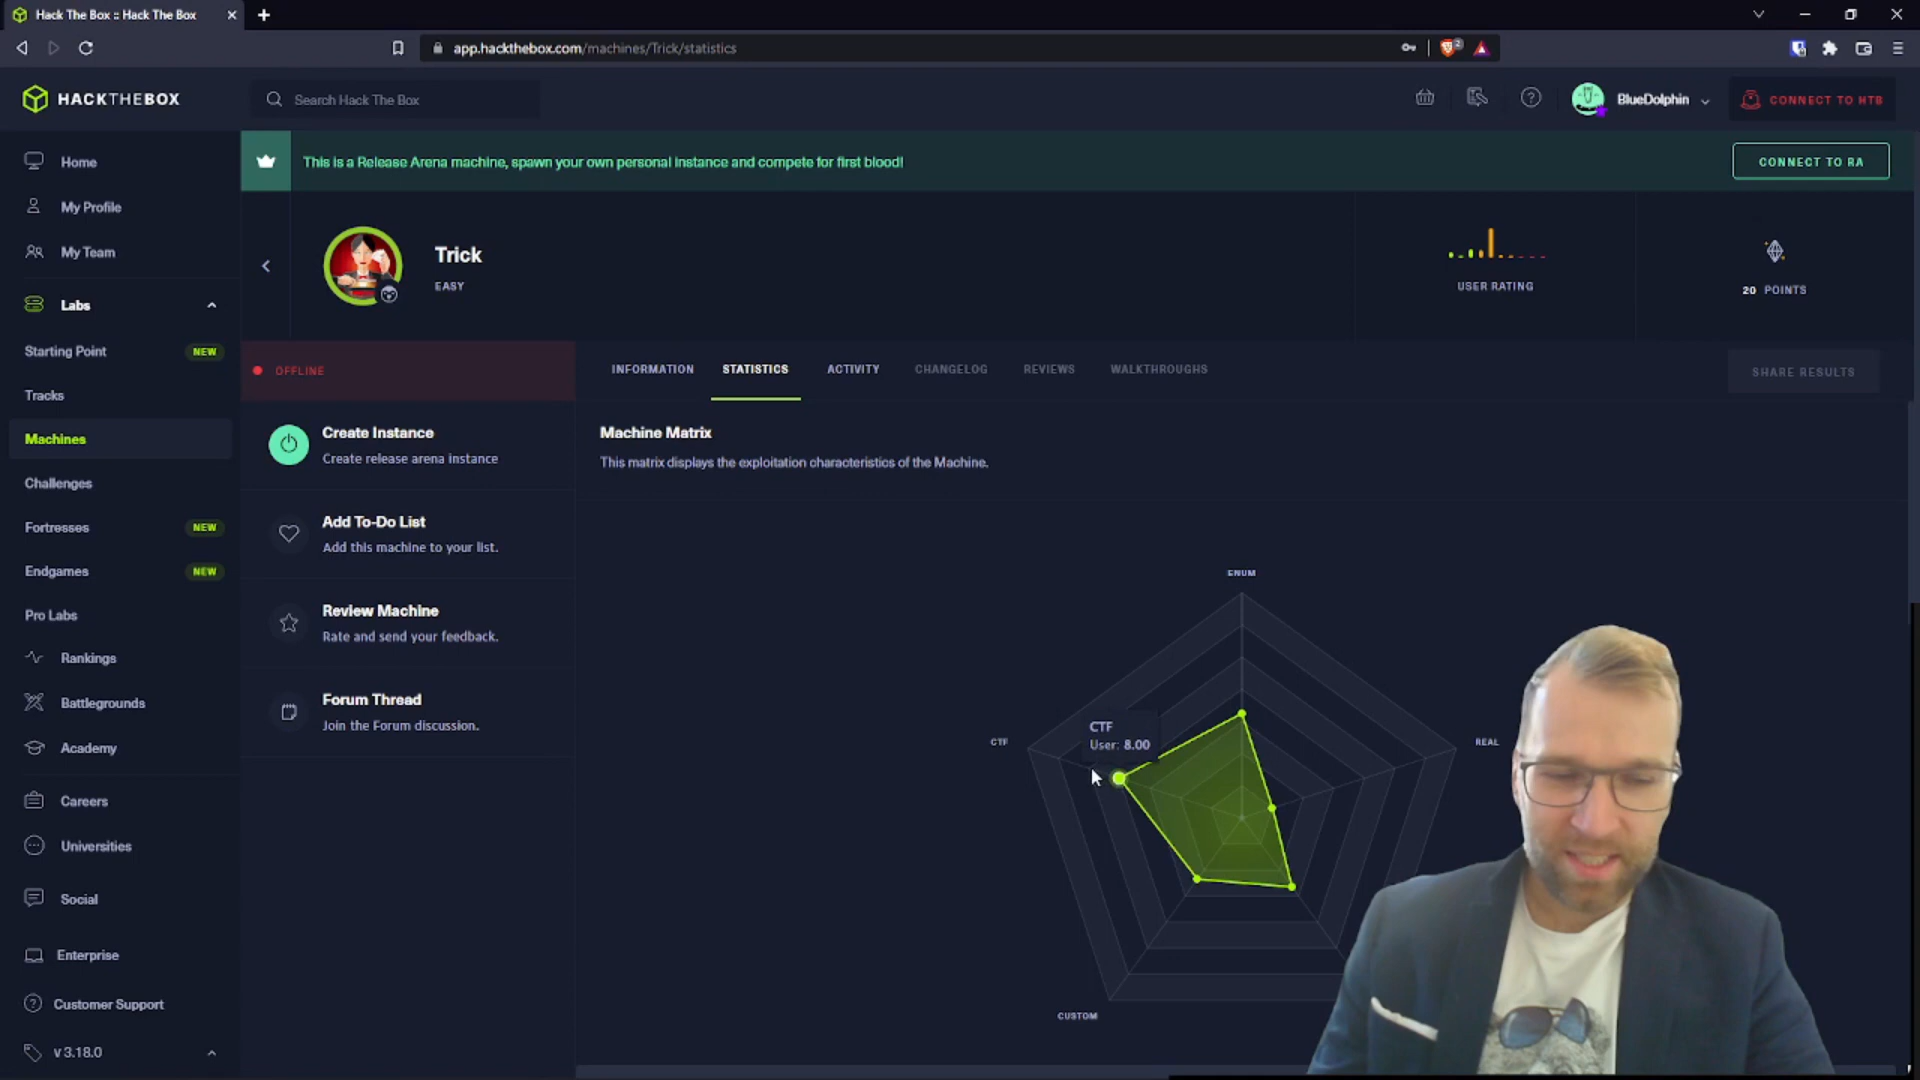 Hack The Box :: Hack The Box
app.hackthebox.com/machines/Trick/statistics
2
HACKTHEBOX
Search Hack The Box
BlueDolphin
CONNECT TO HTB
This is a Release Arena machine, spawn your own personal instance and compete for first blood!
CONNECT TO RA
Home
My Profile
My Team
Labs
Starting Point NEW
Tracks
Machines
Challenges
Fortresses NEW
Endgames NEW
Pro Labs
Rankings
Battlegrounds
Academy
Careers
Universities
Social
Enterprise
Customer Support
v 3.18.0
Trick
EASY
USER RATING
20 POINTS
OFFLINE
INFORMATION STATISTICS ACTIVITY CHANGELOG REVIEWS WALKTHROUGHS
SHARE RESULTS
Create Instance
Create release arena instance
Add To-Do List
Add this machine to your list.
Review Machine
Rate and send your feedback.
Forum Thread
Join the Forum discussion.
Machine Matrix
This matrix displays the exploitation characteristics of the Machine.
ENUM
CTF
User: 8.00
CTF
REAL
CUSTOM